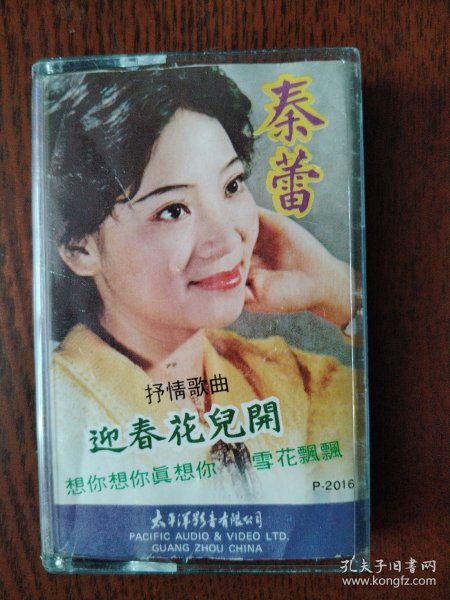 秦蕾
抒情歌曲
迎春花兒開
想你想你眞想你 雪花飄飄
P-2016
太平洋影音有限公司
PACIFIC AUDIO & VIDEO LTD.
GUANG ZHOU CHINA
孔夫子旧书网
www.kongfz.com